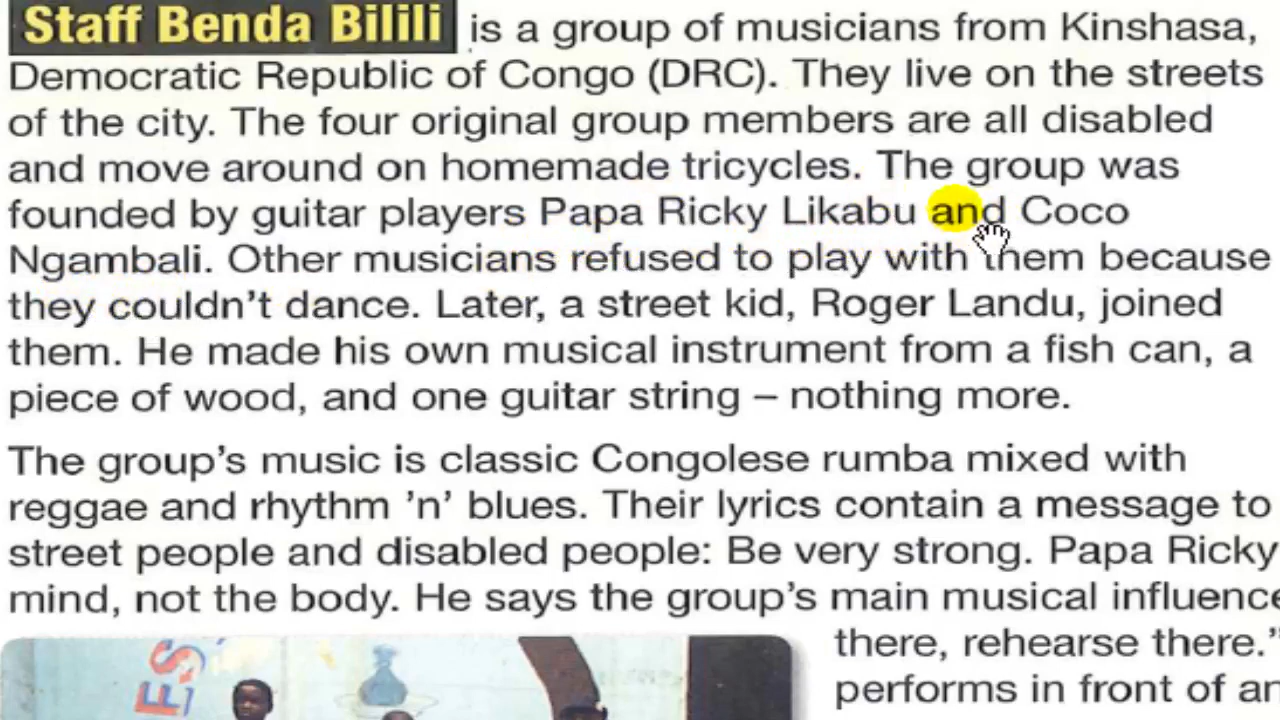 Staff Benda Bilili is a group of musicians from Kinshasa,
Democratic Republic of Congo (DRC). They live on the streets
of the city. The four original group members are all disabled
and move around on homemade tricycles. The group was
founded by guitar players Papa Ricky Likabu and Coco
Ngambali. Other musicians refused to play with them because
they couldn't dance. Later, a street kid, Roger Landu, joined
them. He made his own musical instrument from a fish can, a
piece of wood, and one guitar string – nothing more.
The group's music is classic Congolese rumba mixed with
reggae and rhythm 'n' blues. Their lyrics contain a message to
street people and disabled people: Be very strong. Papa Ricky
mind, not the body. He says the group's main musical influence
there, rehearse there."
performs in front of an
ES